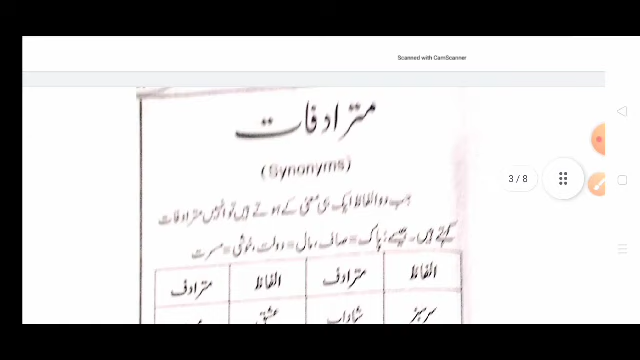 Scanned with CamScanner
مترادفات
(Synonyms)
جب دو الفاظ ایک ہی معنی کے ہوتے ہیں تو انہیں مترادفات
کہتے ہیں۔ جیسے: پاک = صاف، مال = دولت، خوشی = مسرت
الفاظ مترادف الفاظ مترادف
سرسبز شاداب عشق
3 / 8